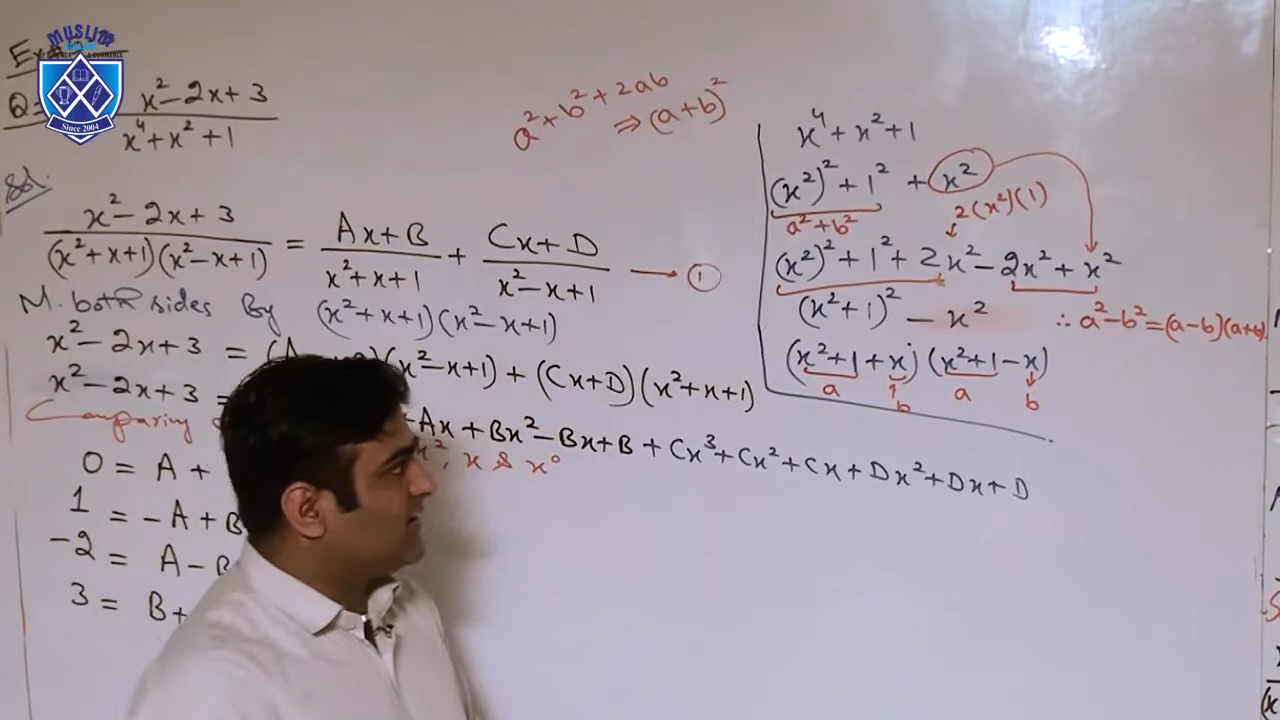 MUSLIM
Since 2004
Ex#
Q=
x² - 2x + 3
x⁴ + x² + 1
Sol.
x² - 2x + 3 / (x² + x + 1)(x² - x + 1) = Ax + B / x² + x + 1 + Cx + D / x² - x + 1 → ①
M. both sides By (x² + x + 1)(x² - x + 1)
x² - 2x + 3 = (A )(x² - x + 1) + (Cx + D)(x² + x + 1)
x² - 2x + 3 = - Ax + Bx² - Bx + B + Cx³ + Cx² + Cx + Dx² + Dx + D
Comparing x², x & x⁰
0 = A +
1 = - A + B
-2 = A - B
3 = B +
a² + b² + 2ab
⇒ (a + b)²
x⁴ + x² + 1
(x²)² + 1² + x²
a² + b²
2(x²)(1)
(x²)² + 1² + 2x² - 2x² + x²
(x² + 1)² - x²
∴ a² - b² = (a - b)(a + b)
(x² + 1 + x)(x² + 1 - x)
a b a b